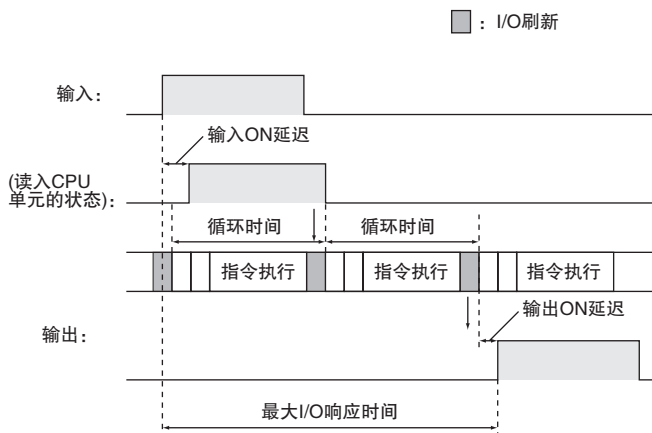 ：I/O刷新
输入：
输入ON延迟
(读入CPU
单元的状态)：
循环时间
循环时间
指令执行
指令执行
指令执行
输出ON延迟
输出：
最大I/O响应时间